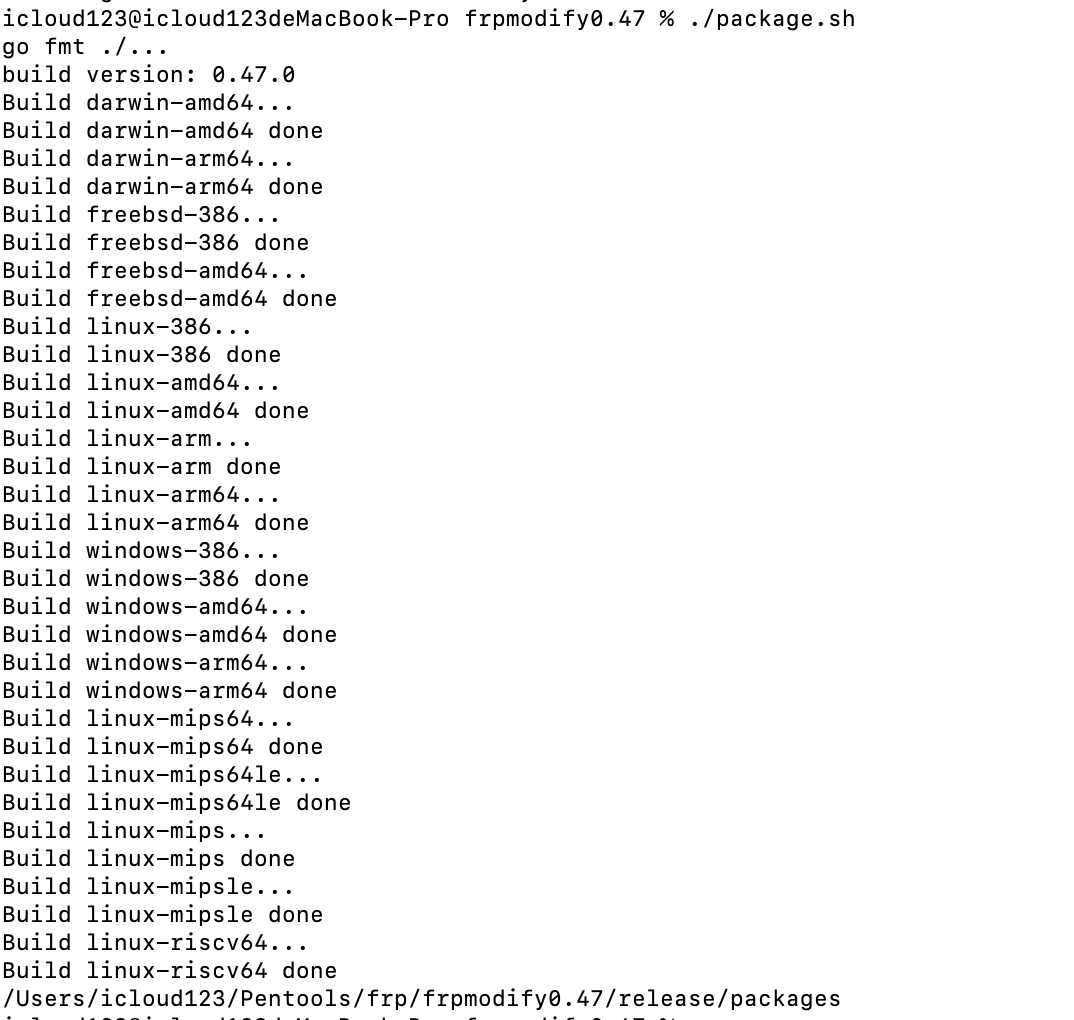 icloud123@icloud123deMacBook-Pro frpmodify0.47 % ./package.sh
go fmt ./...
build version: 0.47.0
Build darwin-amd64...
Build darwin-amd64 done
Build darwin-arm64...
Build darwin-arm64 done
Build freebsd-386...
Build freebsd-386 done
Build freebsd-amd64...
Build freebsd-amd64 done
Build linux-386...
Build linux-386 done
Build linux-amd64...
Build linux-amd64 done
Build linux-arm...
Build linux-arm done
Build linux-arm64...
Build linux-arm64 done
Build windows-386...
Build windows-386 done
Build windows-amd64...
Build windows-amd64 done
Build windows-arm64...
Build windows-arm64 done
Build linux-mips64...
Build linux-mips64 done
Build linux-mips64le...
Build linux-mips64le done
Build linux-mips...
Build linux-mips done
Build linux-mipsle...
Build linux-mipsle done
Build linux-riscv64...
Build linux-riscv64 done
/Users/icloud123/Pentools/frp/frpmodify0.47/release/packages